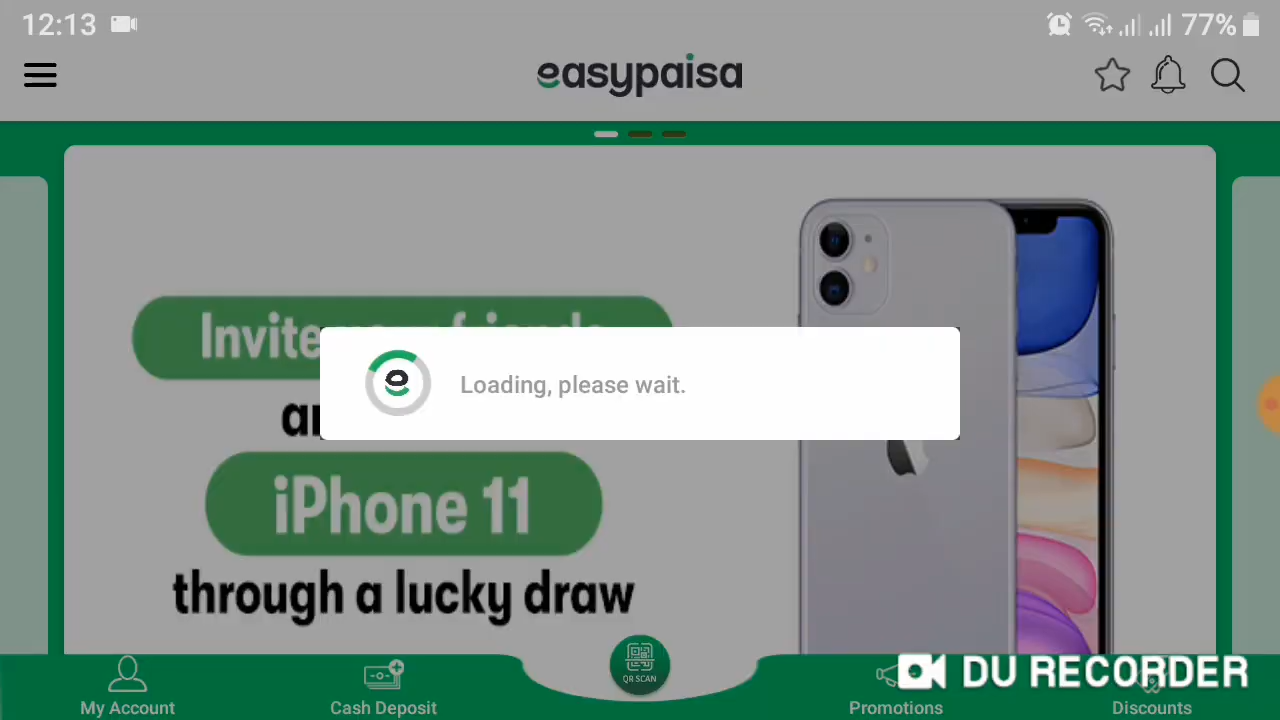 12:13
77%
easypaisa
Invite
Loading, please wait.
iPhone 11
through a lucky draw
QR SCAN
DU RECORDER
My Account
Cash Deposit
Promotions
Discounts